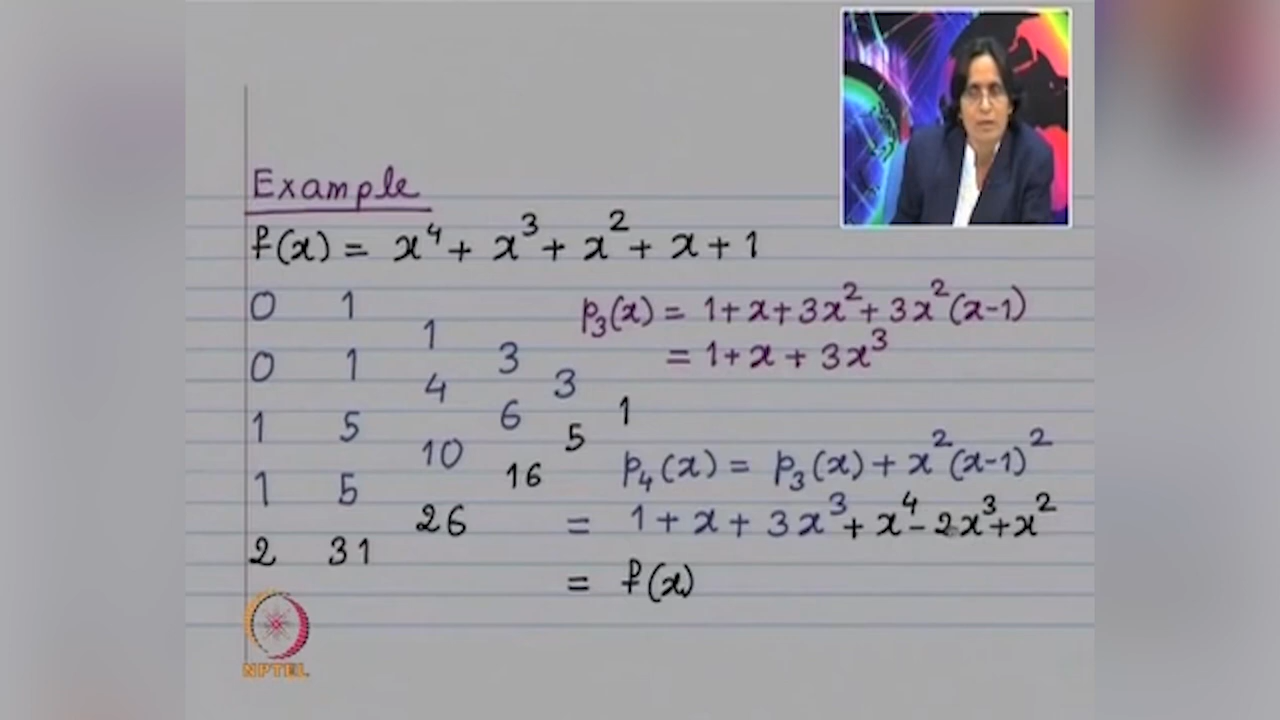 Example
f(x) = x⁴ + x³ + x² + x + 1
0 1
p₃(x) = 1 + x + 3x² + 3x²(x-1)
1
= 1 + x + 3x³
0 1
3
4
3
1
6
1 5
5
10
p₄(x) = p₃(x) + x²(x-1)²
16
1 5
26
= 1 + x + 3x³ + x⁴ - 2x³ + x²
2 31
= f(x)
NPTEL